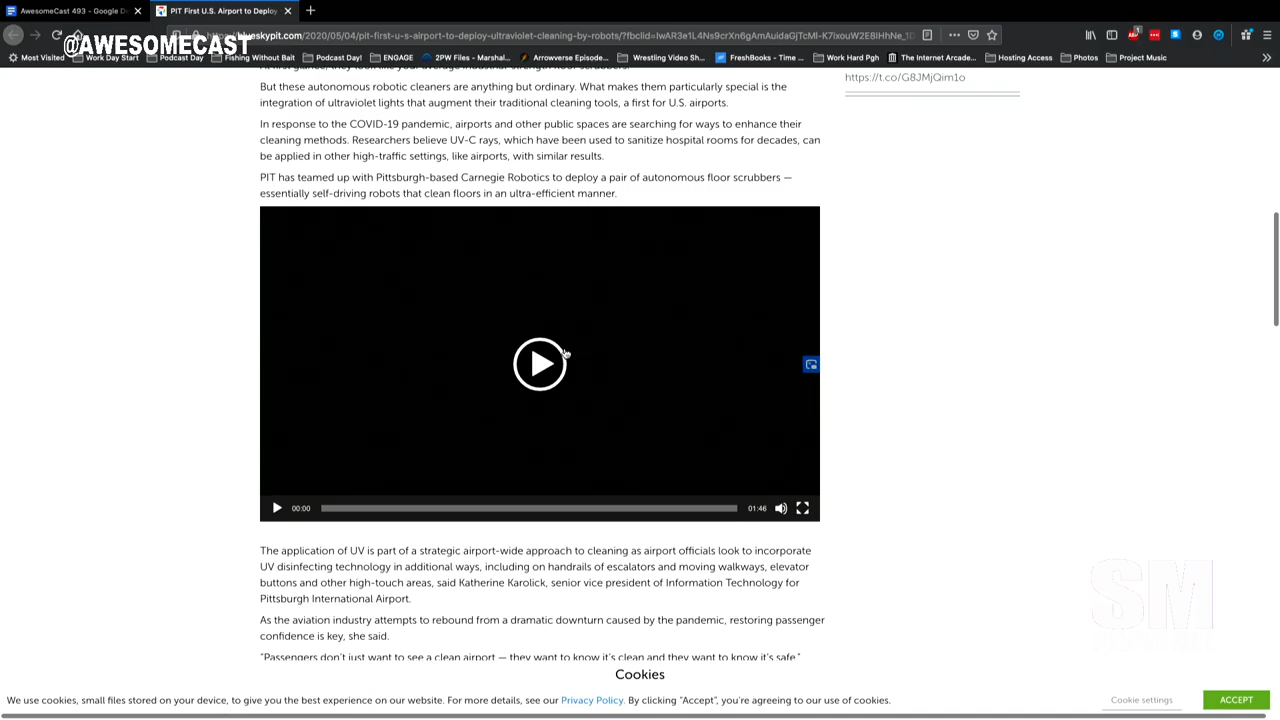 AwesomeCast 493 - Google D
PIT First U.S. Airport to Deploy
@AWESOMECAST
blueskypit.com/2020/05/04/pit-first-u-s-airport-to-deploy-ultraviolet-cleaning-by-robots/?fbclid=
Most Visited Work Day Start Podcast Day Fishing Without Bait Podcast Day! ENGAGE 2PW Files - Marshal... Arrowverse Episode... Wrestling Video Sh... FreshBooks - Time ... Work Hard Pgh The Internet Arcade... Hosting Access Photos Project Music
https://t.co/G8JMjQim1o
But these autonomous robotic cleaners are anything but ordinary. What makes them particularly special is the
integration of ultraviolet lights that augment their traditional cleaning tools, a first for U.S. airports.
In response to the COVID-19 pandemic, airports and other public spaces are searching for ways to enhance their
cleaning methods. Researchers believe UV-C rays, which have been used to sanitize hospital rooms for decades, can
be applied in other high-traffic settings, like airports, with similar results.
PIT has teamed up with Pittsburgh-based Carnegie Robotics to deploy a pair of autonomous floor scrubbers —
essentially self-driving robots that clean floors in an ultra-efficient manner.
00:00 01:46
The application of UV is part of a strategic airport-wide approach to cleaning as airport officials look to incorporate
UV disinfecting technology in additional ways, including on handrails of escalators and moving walkways, elevator
buttons and other high-touch areas, said Katherine Karolick, senior vice president of Information Technology for
Pittsburgh International Airport.
As the aviation industry attempts to rebound from a dramatic downturn caused by the pandemic, restoring passenger
confidence is key, she said.
“Passengers don’t just want to see a clean airport — they want to know it’s clean and they want to know it’s safe.”
SM
Cookies
We use cookies, small files stored on your device, to give you the best experience on our website. For more details, see our Privacy Policy. By clicking "Accept", you're agreeing to our use of cookies.
Cookie settings
ACCEPT